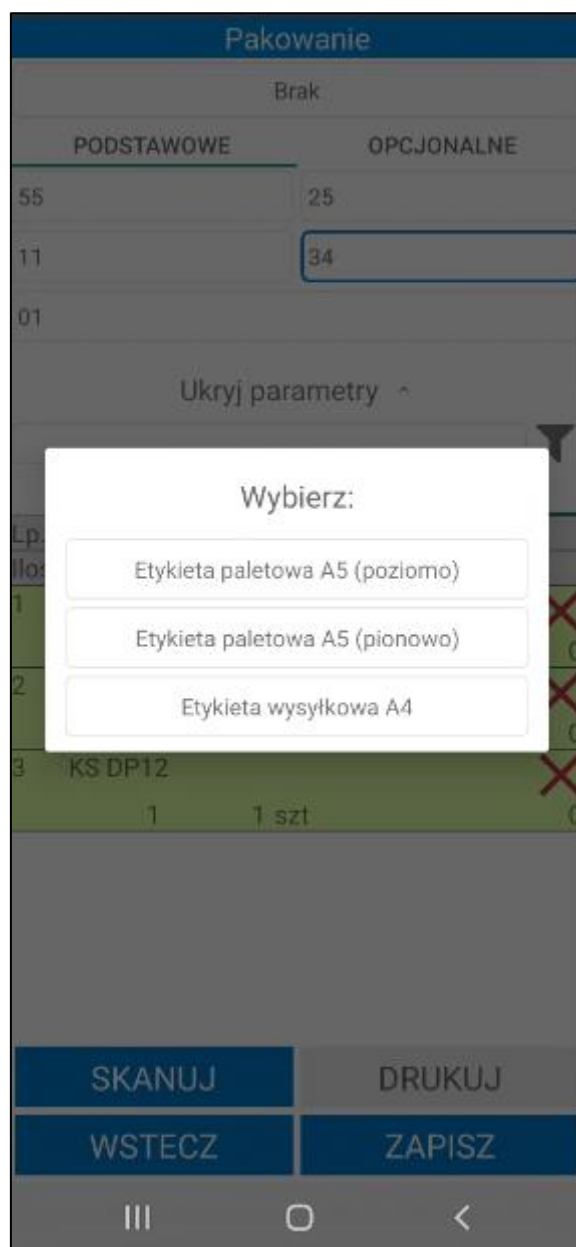 Pakowanie
Brak
PODSTAWOWE OPCJONALNE
55 25
11 34
01
Ukryj parametry
Wybierz:
Lp.
Etykieta paletowa A5 (poziomo)
1
Etykieta paletowa A5 (pionowo)
2
Etykieta wysyłkowa A4
3 KS DP12
1 1 szt
SKANUJ DRUKUJ
WSTECZ ZAPISZ